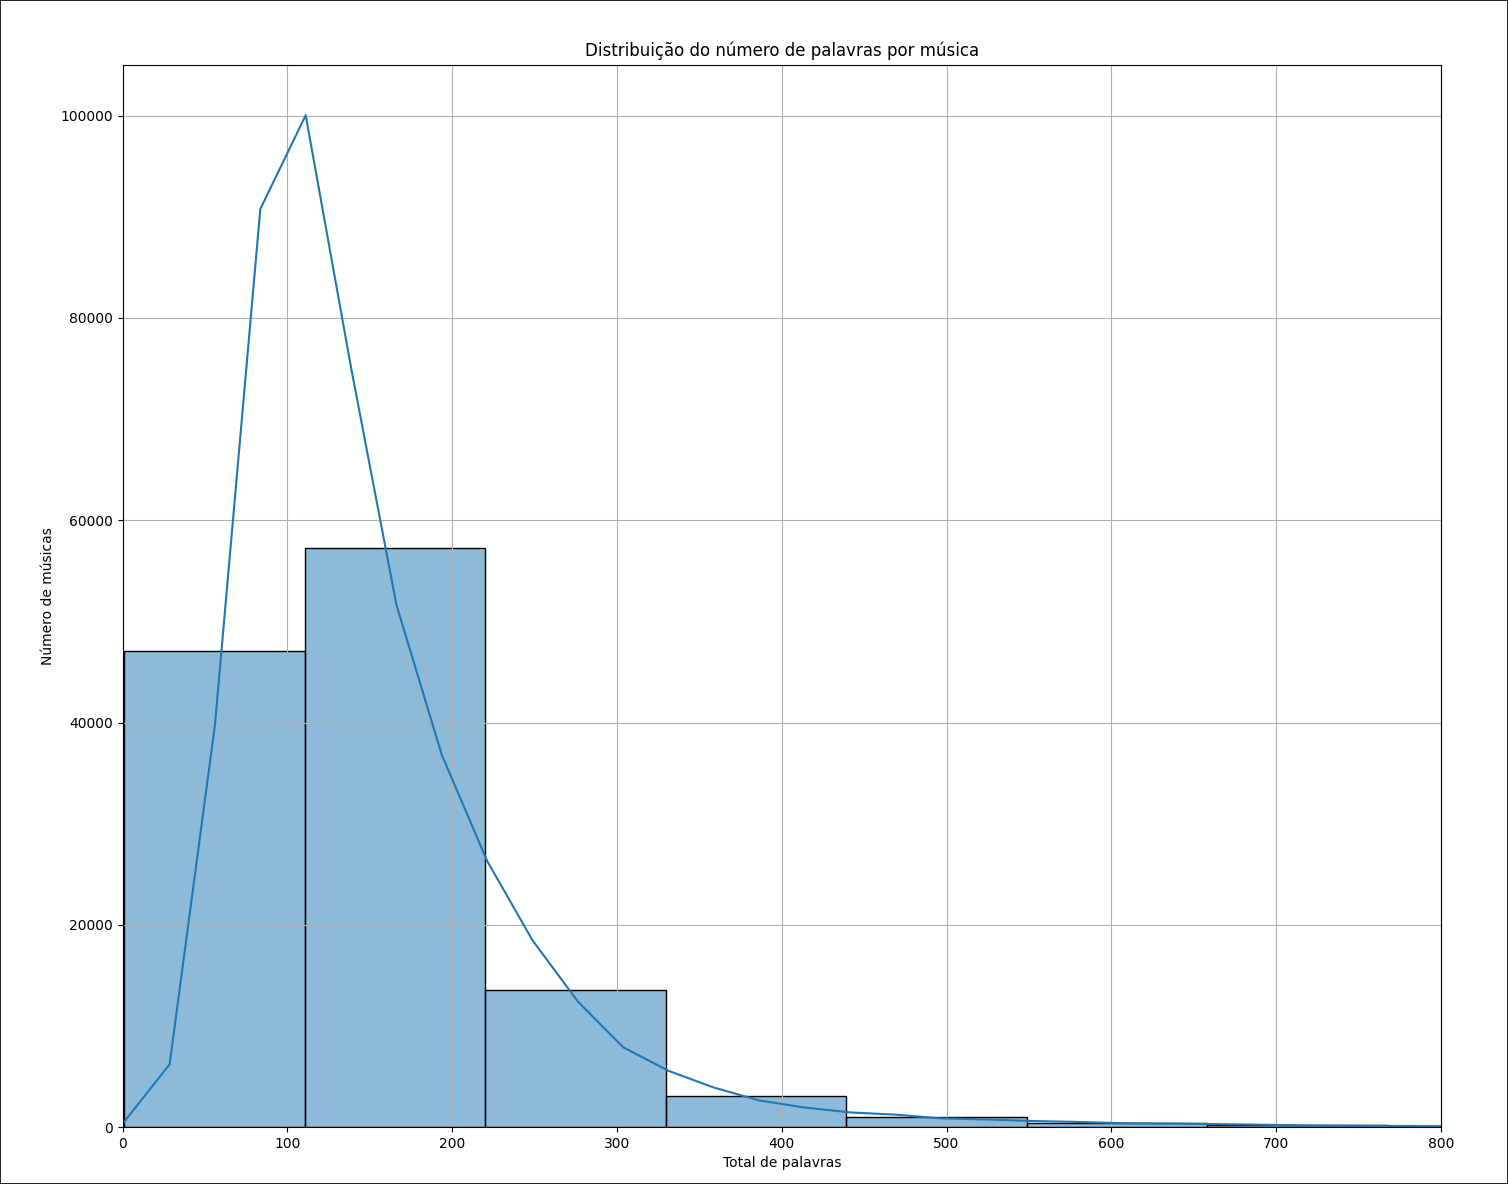 Distribuição do número de palavras por música
100000
80000
60000
40000
20000
0
Número de músicas
0 100 200 300 400 500 600 700 800
Total de palavras